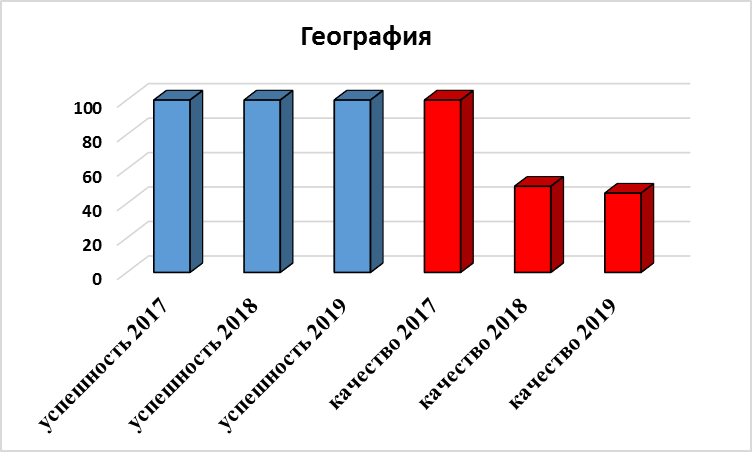 География
100
80
60
40
20
0
успешность 2017
успешность 2018
успешность 2019
качество 2017
качество 2018
качество 2019